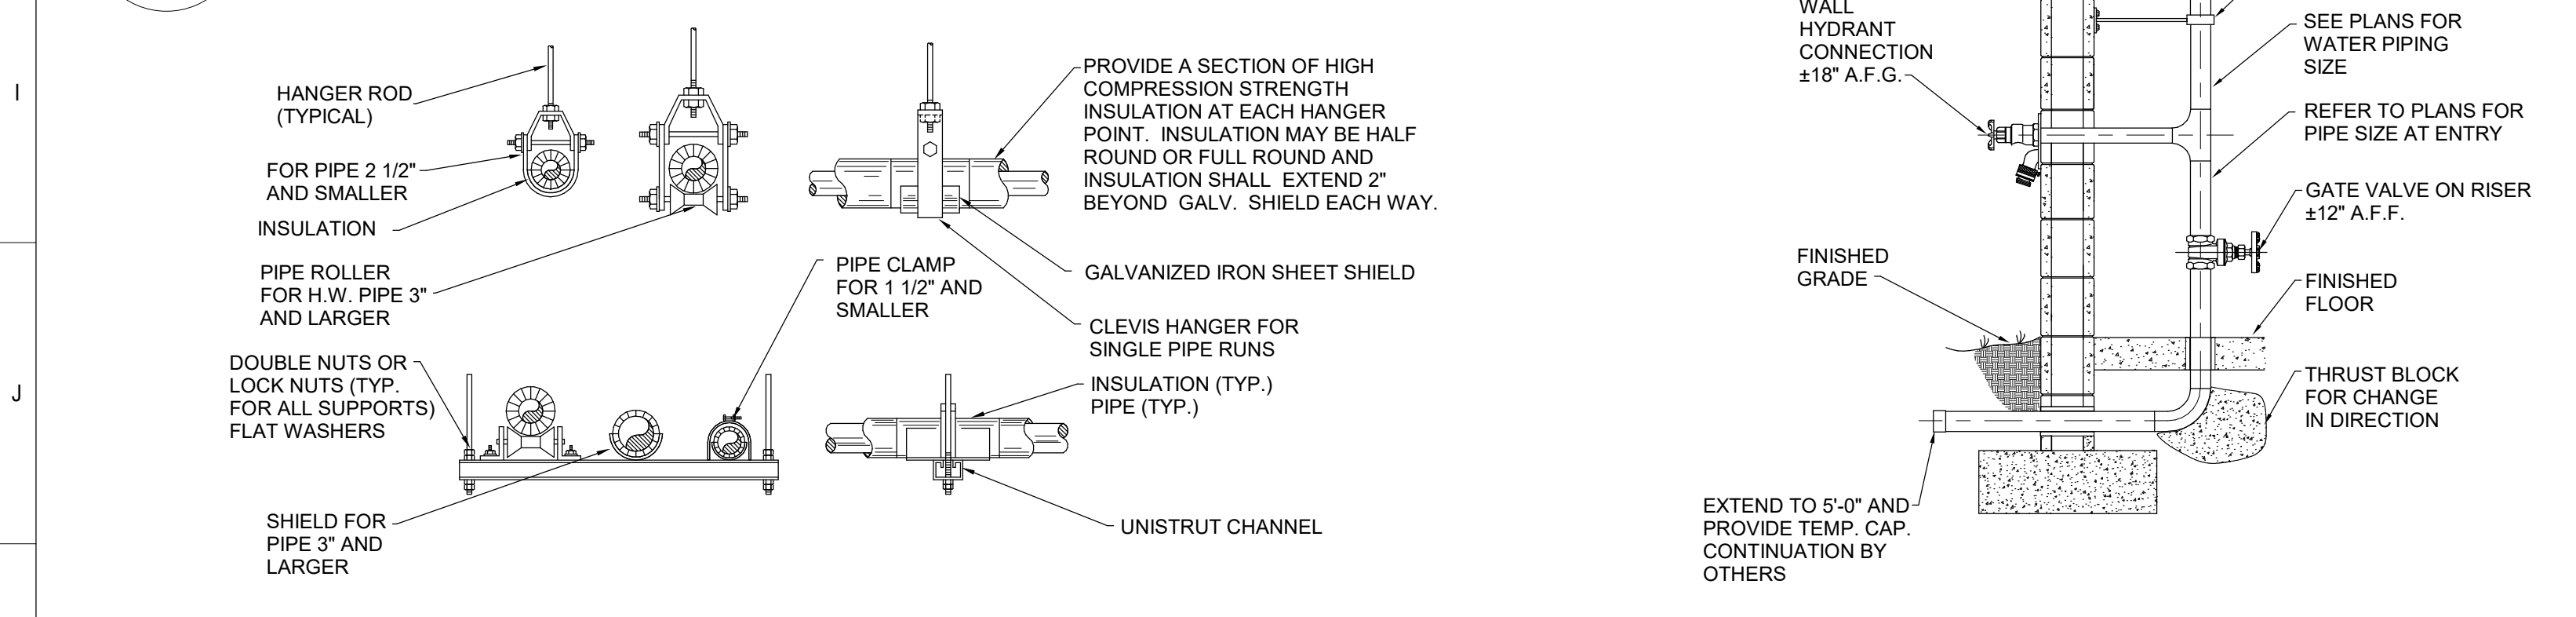 I
J
HANGER ROD
(TYPICAL)
FOR PIPE 2 1/2"
AND SMALLER
INSULATION
PIPE ROLLER
FOR H.W. PIPE 3"
AND LARGER
DOUBLE NUTS OR
LOCK NUTS (TYP.
FOR ALL SUPPORTS)
FLAT WASHERS
SHIELD FOR
PIPE 3" AND
LARGER
PIPE CLAMP
FOR 1 1/2" AND
SMALLER
PROVIDE A SECTION OF HIGH
COMPRESSION STRENGTH
INSULATION AT EACH HANGER
POINT. INSULATION MAY BE HALF
ROUND OR FULL ROUND AND
INSULATION SHALL EXTEND 2"
BEYOND GALV. SHIELD EACH WAY.
GALVANIZED IRON SHEET SHIELD
CLEVIS HANGER FOR
SINGLE PIPE RUNS
INSULATION (TYP.)
PIPE (TYP.)
UNISTRUT CHANNEL
WALL
HYDRANT
CONNECTION
±18" A.F.G.
FINISHED
GRADE
EXTEND TO 5'-0" AND
PROVIDE TEMP. CAP.
CONTINUATION BY
OTHERS
SEE PLANS FOR
WATER PIPING
SIZE
REFER TO PLANS FOR
PIPE SIZE AT ENTRY
GATE VALVE ON RISER
±12" A.F.F.
FINISHED
FLOOR
THRUST BLOCK
FOR CHANGE
IN DIRECTION